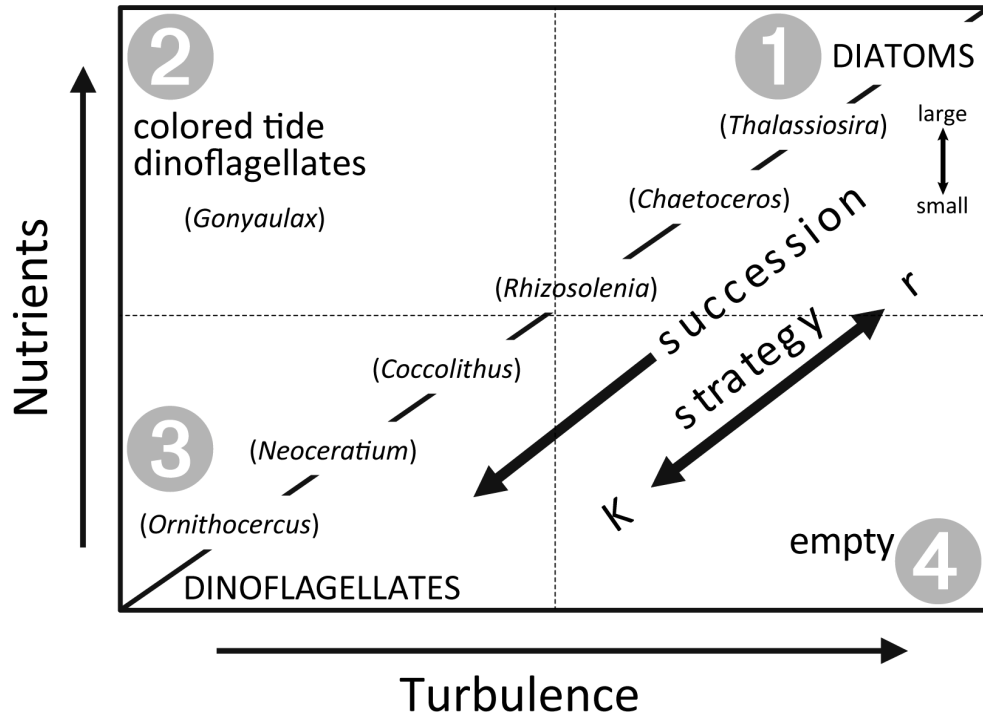 2
1
DIATOMS
colored tide
dinoflagellates
(Thalassiosira)
large
small
(Gonyaulax)
(Chaetoceros)
(Rhizosolenia)
succession
r
strategy
K
(Coccolithus)
3
(Neoceratium)
(Ornithocercus)
DINOFLAGELLATES
empty
4
Nutrients
Turbulence